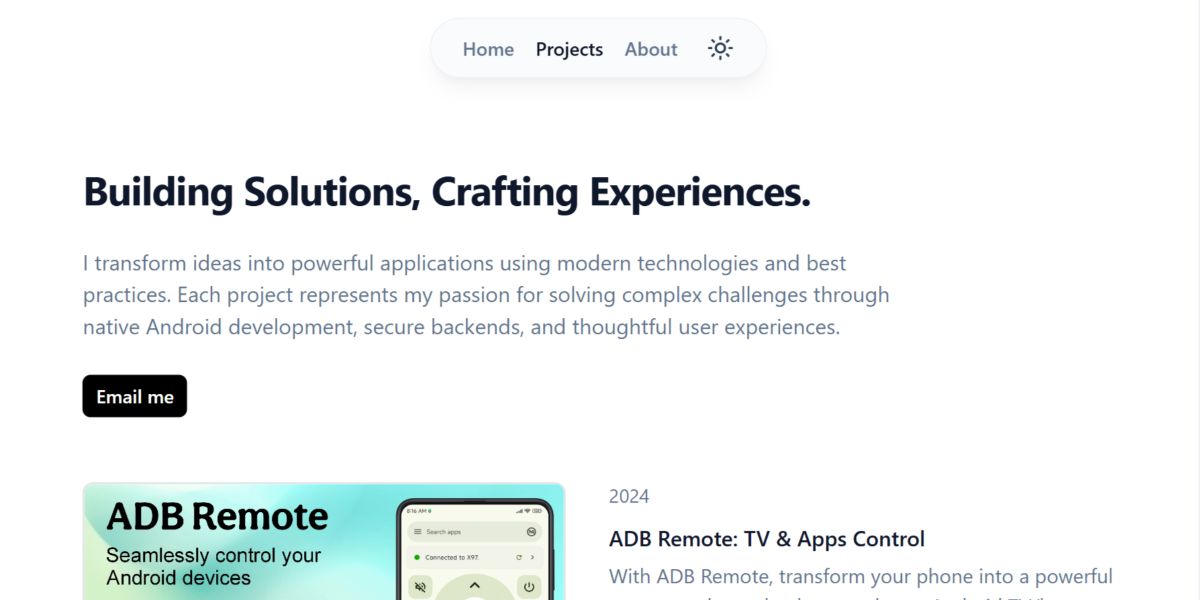 Home Projects About
Building Solutions, Crafting Experiences.
I transform ideas into powerful applications using modern technologies and best
practices. Each project represents my passion for solving complex challenges through
native Android development, secure backends, and thoughtful user experiences.
Email me
ADB Remote
Seamlessly control your
Android devices
8:16 AM
Search apps
Connected to X97.
2024
ADB Remote: TV & Apps Control
With ADB Remote, transform your phone into a powerful